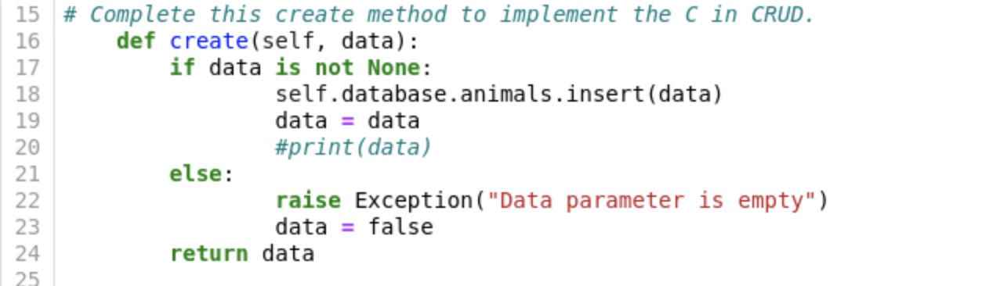 15 # Complete this create method to implement the C in CRUD.
16     def create(self, data):
17         if data is not None:
18                 self.database.animals.insert(data)
19                 data = data
20                 #print(data)
21         else:
22                 raise Exception("Data parameter is empty")
23                 data = false
24         return data
25